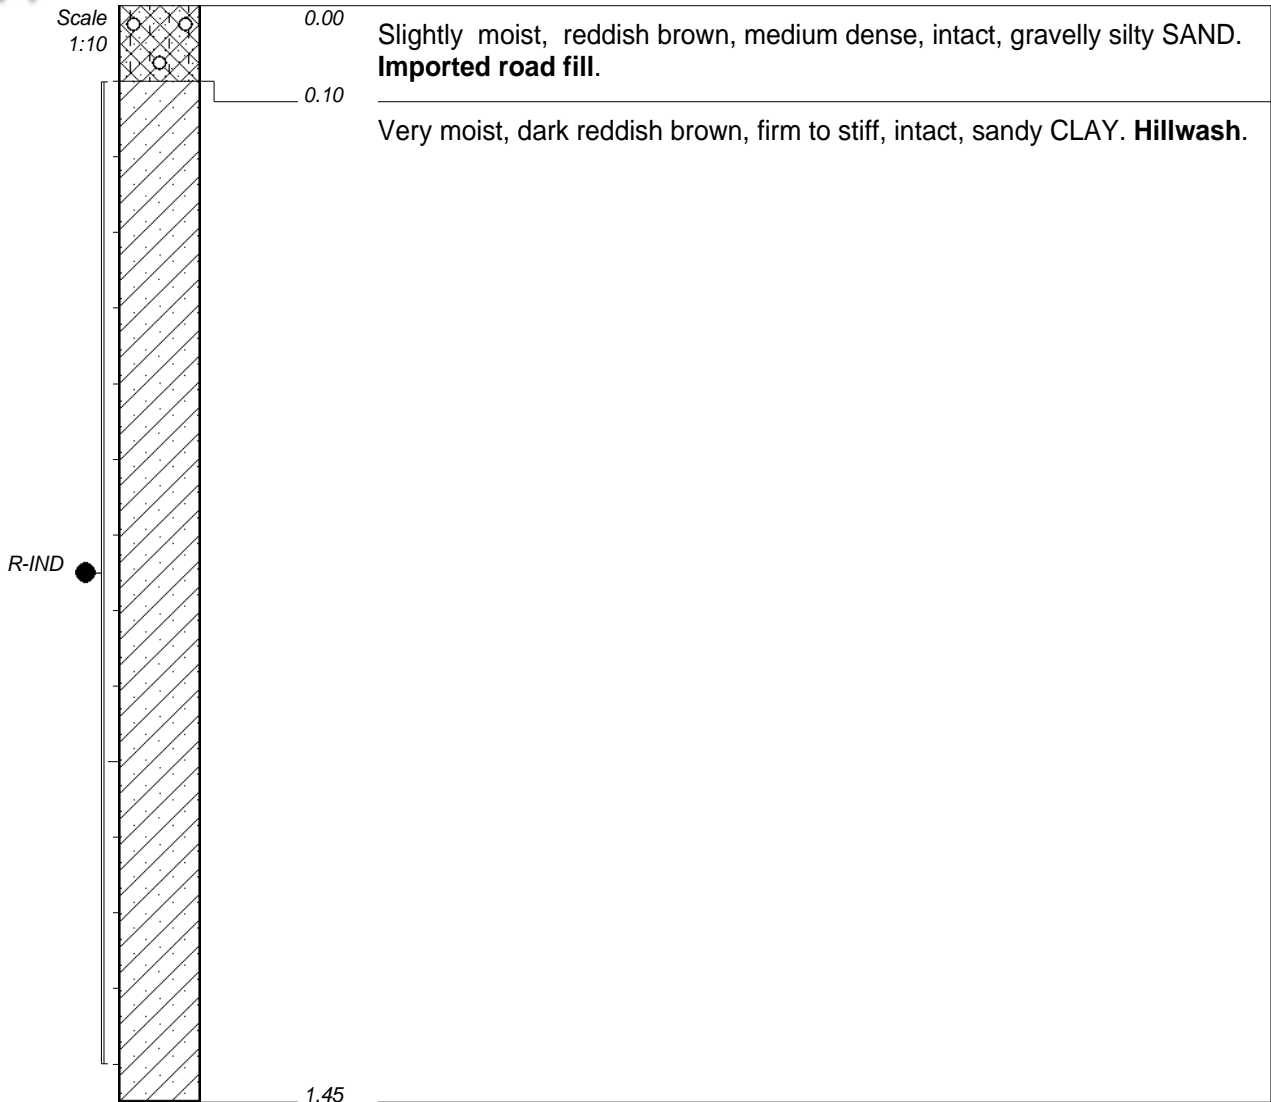 Scale
1:10
0.00
Slightly moist, reddish brown, medium dense, intact, gravelly silty SAND.
Imported road fill.
0.10
Very moist, dark reddish brown, firm to stiff, intact, sandy CLAY. Hillwash.
R-IND
1.45